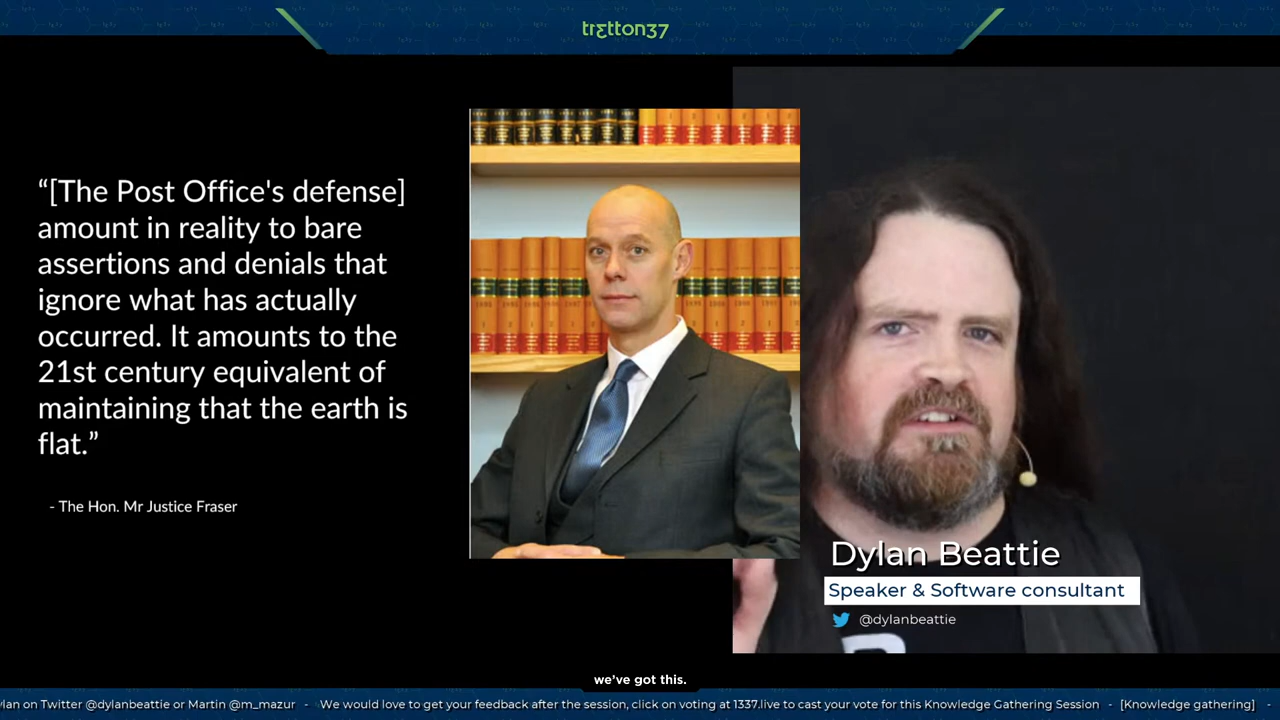 tretton37
“[The Post Office's defense]
amount in reality to bare
assertions and denials that
ignore what has actually
occurred. It amounts to the
21st century equivalent of
maintaining that the earth is
flat.”
- The Hon. Mr Justice Fraser
Dylan Beattie
Speaker & Software consultant
@dylanbeattie
we've got this.
lan on Twitter @dylanbeattie or Martin @m_mazur - We would love to get your feedback after the session, click on voting at 1337.live to cast your vote for this Knowledge Gathering Session - [Knowledge gathering] -